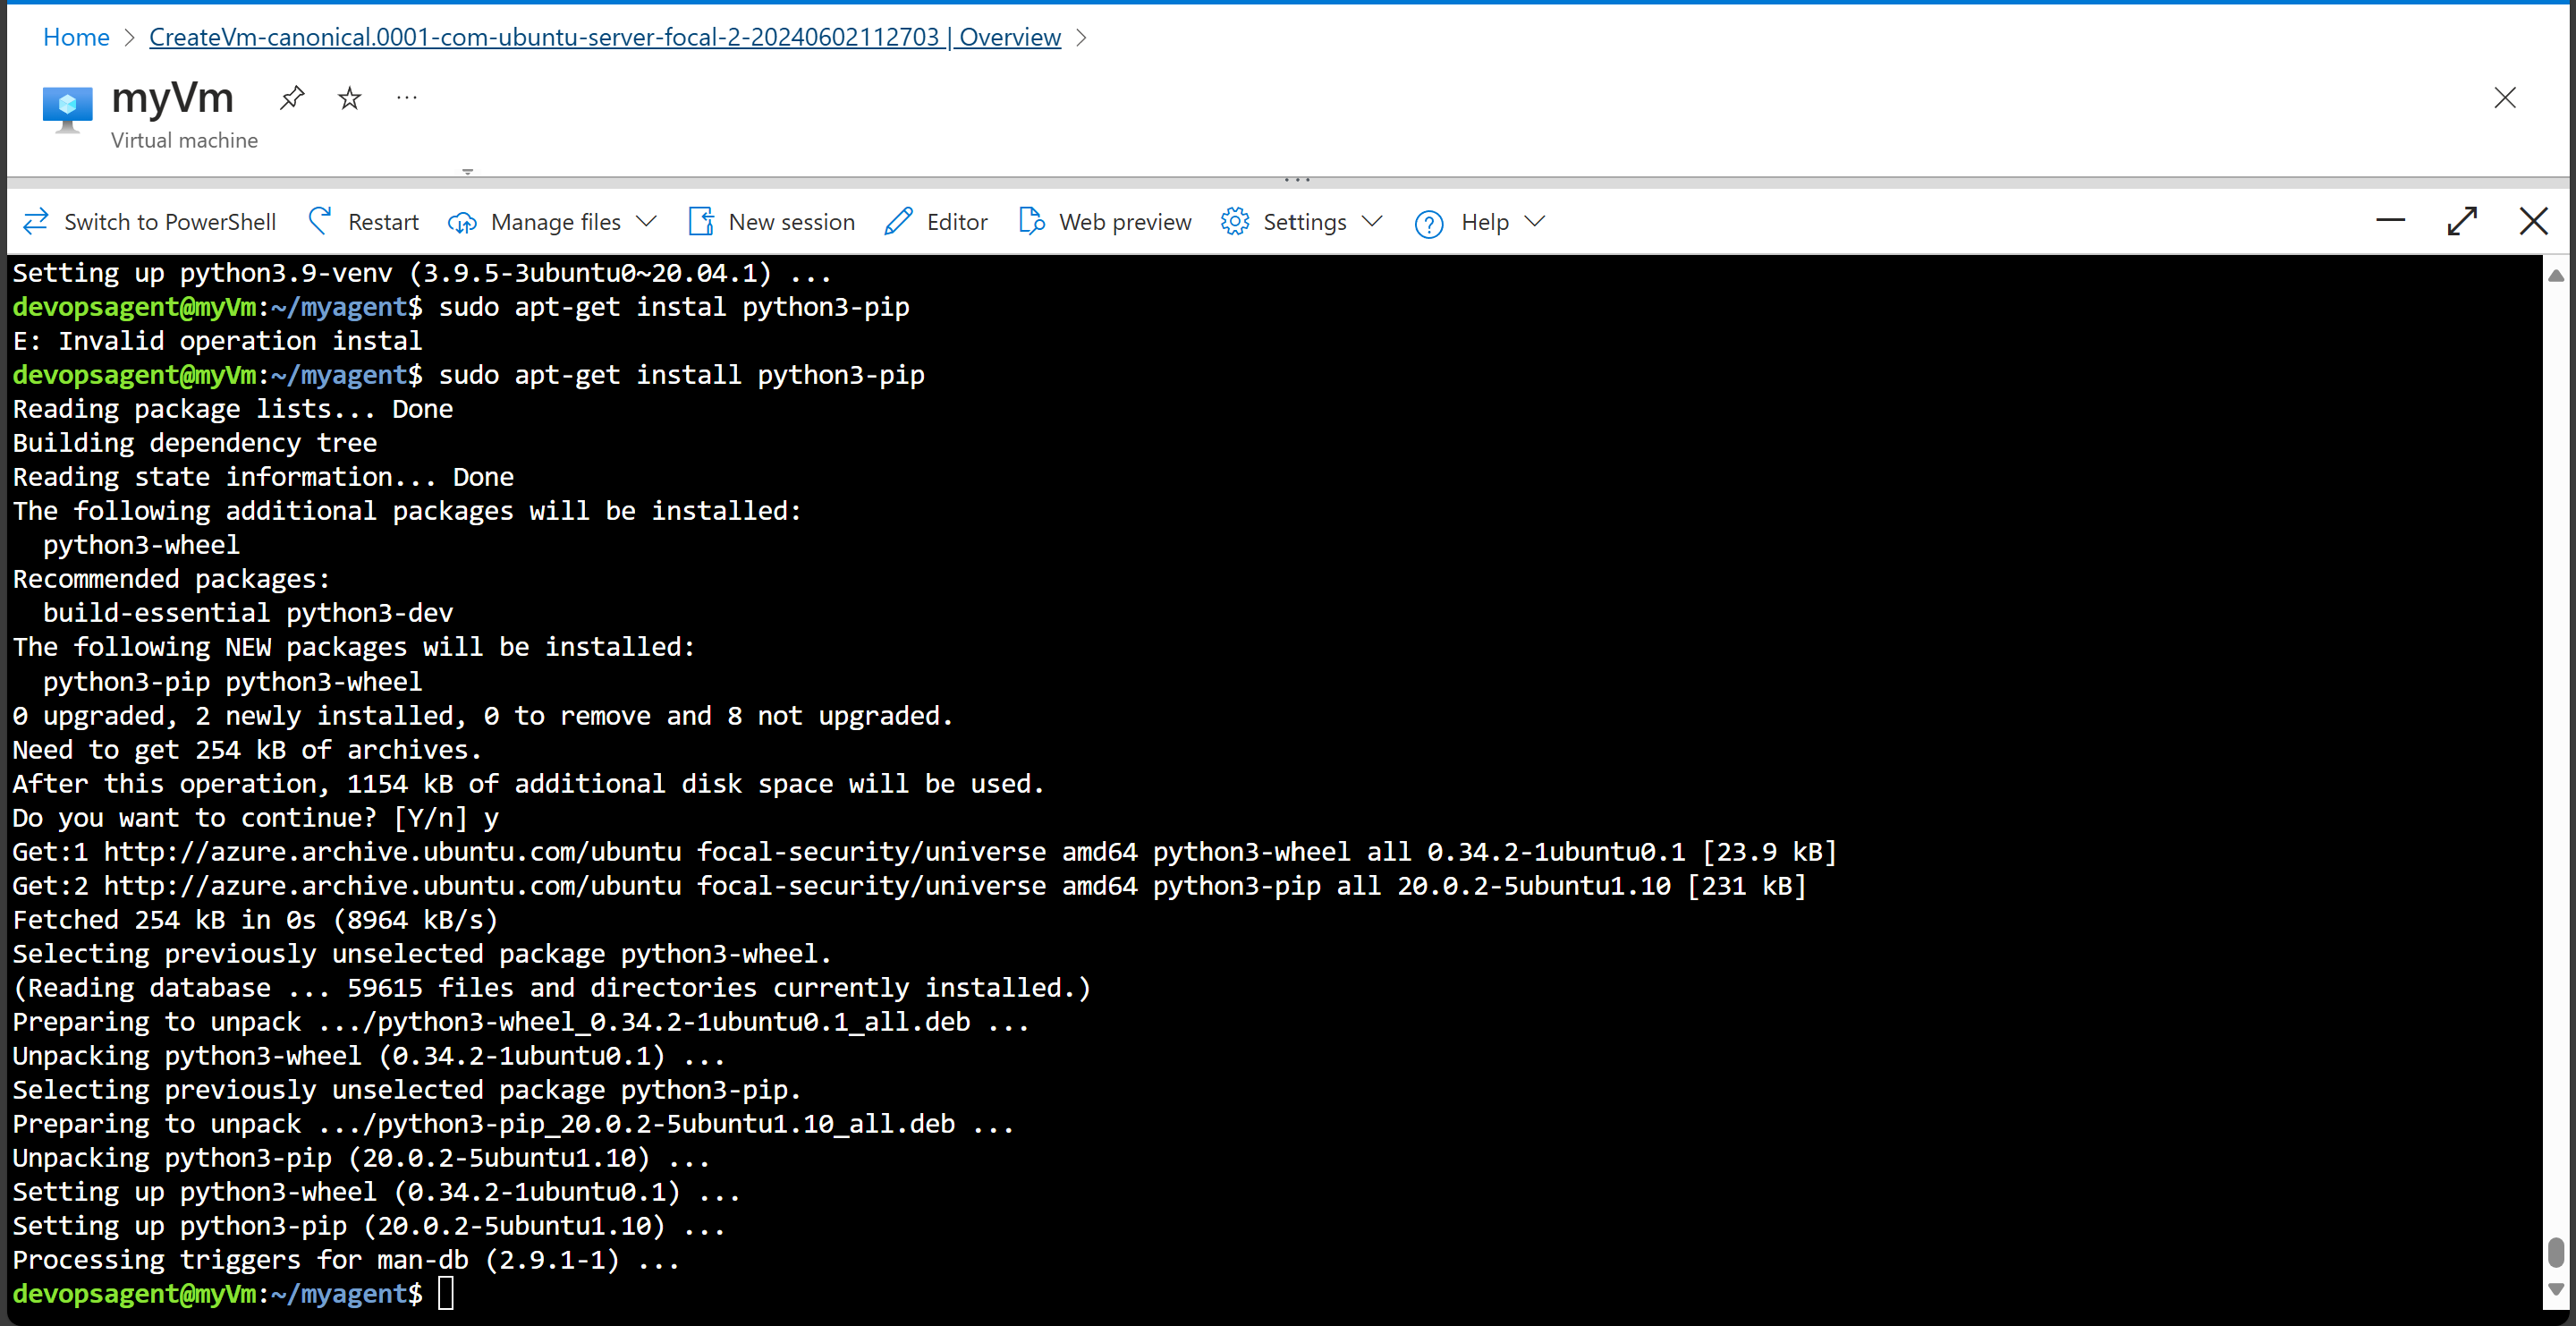 Home > CreateVm-canonical.0001-com-ubuntu-server-focal-2-20240602112703 | Overview >
myVm
Virtual machine
Switch to PowerShell Restart Manage files New session Editor Web preview Settings Help
Setting up python3.9-venv (3.9.5-3ubuntu0~20.04.1) ...
devopsagent@myVm:~/myagent$ sudo apt-get instal python3-pip
E: Invalid operation instal
devopsagent@myVm:~/myagent$ sudo apt-get install python3-pip
Reading package lists... Done
Building dependency tree
Reading state information... Done
The following additional packages will be installed:
  python3-wheel
Recommended packages:
  build-essential python3-dev
The following NEW packages will be installed:
  python3-pip python3-wheel
0 upgraded, 2 newly installed, 0 to remove and 8 not upgraded.
Need to get 254 kB of archives.
After this operation, 1154 kB of additional disk space will be used.
Do you want to continue? [Y/n] y
Get:1 http://azure.archive.ubuntu.com/ubuntu focal-security/universe amd64 python3-wheel all 0.34.2-1ubuntu0.1 [23.9 kB]
Get:2 http://azure.archive.ubuntu.com/ubuntu focal-security/universe amd64 python3-pip all 20.0.2-5ubuntu1.10 [231 kB]
Fetched 254 kB in 0s (8964 kB/s)
Selecting previously unselected package python3-wheel.
(Reading database ... 59615 files and directories currently installed.)
Preparing to unpack .../python3-wheel_0.34.2-1ubuntu0.1_all.deb ...
Unpacking python3-wheel (0.34.2-1ubuntu0.1) ...
Selecting previously unselected package python3-pip.
Preparing to unpack .../python3-pip_20.0.2-5ubuntu1.10_all.deb ...
Unpacking python3-pip (20.0.2-5ubuntu1.10) ...
Setting up python3-wheel (0.34.2-1ubuntu0.1) ...
Setting up python3-pip (20.0.2-5ubuntu1.10) ...
Processing triggers for man-db (2.9.1-1) ...
devopsagent@myVm:~/myagent$